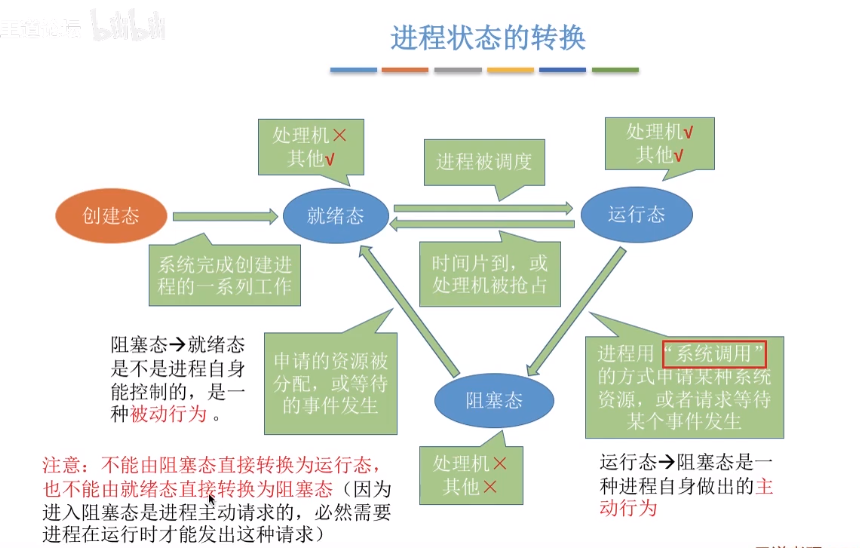 bilibili
进程状态的转换
处理机×
其他√
进程被调度
处理机√
其他√
创建态
就绪态
运行态
系统完成创建进
程的一系列工作
时间片到，或
处理机被抢占
阻塞态→就绪态
是不是进程自身
能控制的，是一
种被动行为 。
申请的资源被
分配，或等待
的事件发生
进程用“系统调用”
的方式申请某种系统
资源，或者请求等待
某个事件发生
阻塞态
处理机×
其他×
运行态→阻塞态是一
种进程自身做出的主
动行为
注意：不能由阻塞态直接转换为运行态，
也不能由就绪态直接转换为阻塞态（因为
进入阻塞态是进程主动请求的，必然需要
进程在运行时才能发出这种请求）